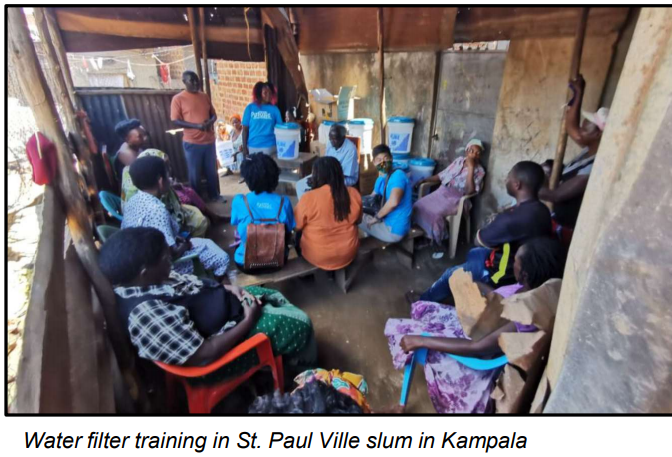 Water filter training in St. Paul Ville slum in Kampala